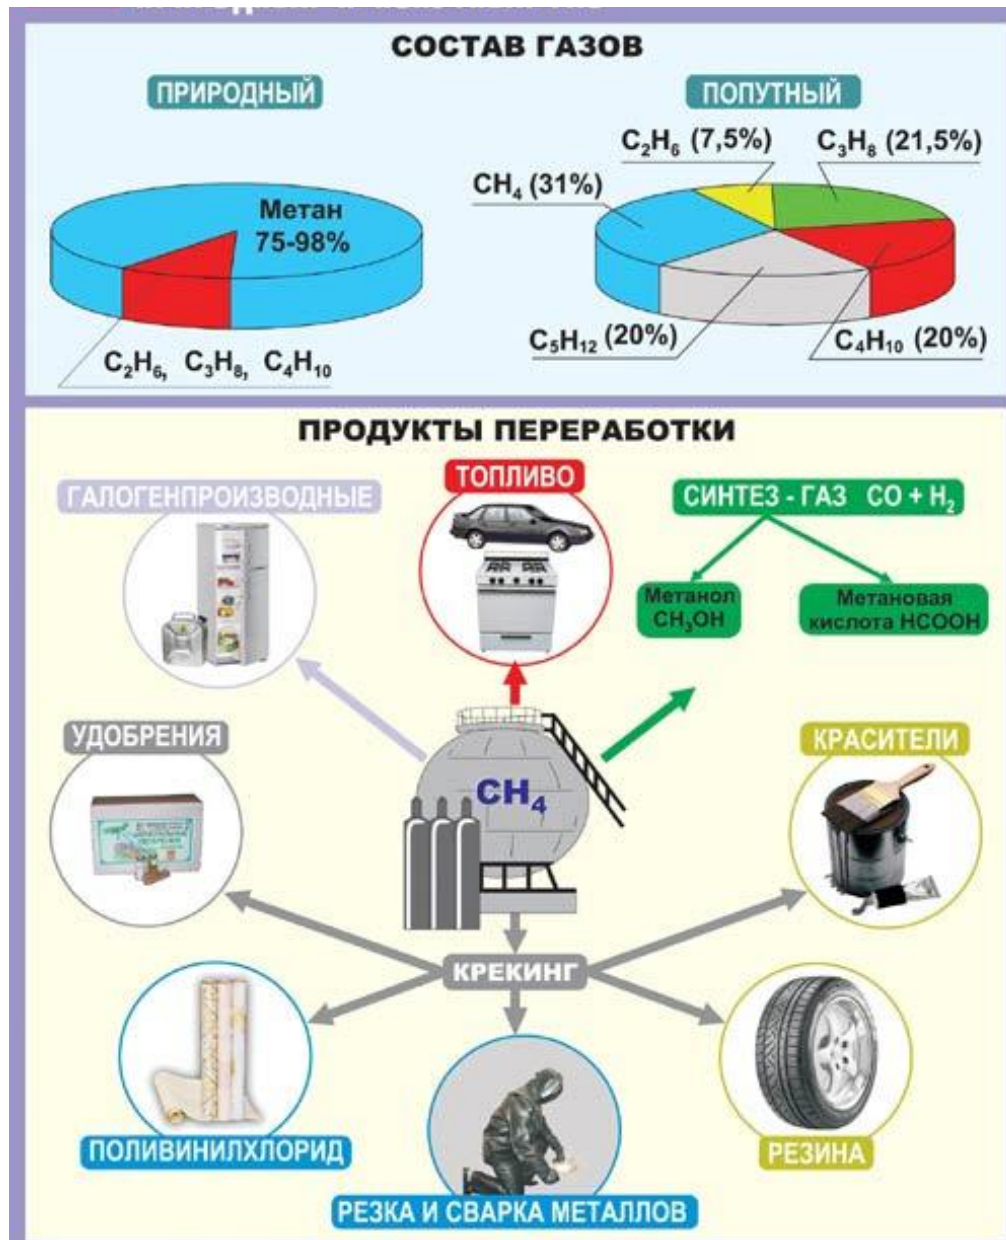 СОСТАВ ГАЗОВ
ПРИРОДНЫЙ
Метан
75-98%
C₂H₆, C₃H₈, C₄H₁₀
ПОПУТНЫЙ
C₂H₆ (7,5%)
C₃H₈ (21,5%)
CH₄ (31%)
C₅H₁₂ (20%)
C₄H₁₀ (20%)
ПРОДУКТЫ ПЕРЕРАБОТКИ
ГАЛОГЕНПРОИЗВОДНЫЕ
ТОПЛИВО
СИНТЕЗ - ГАЗ CO + H₂
Метанол
CH₃OH
Метановая
кислота HCOOH
УДОБРЕНИЯ
CH₄
КРАСИТЕЛИ
КРЕКИНГ
ПОЛИВИНИЛХЛОРИД
РЕЗКА И СВАРКА МЕТАЛЛОВ
РЕЗИНА